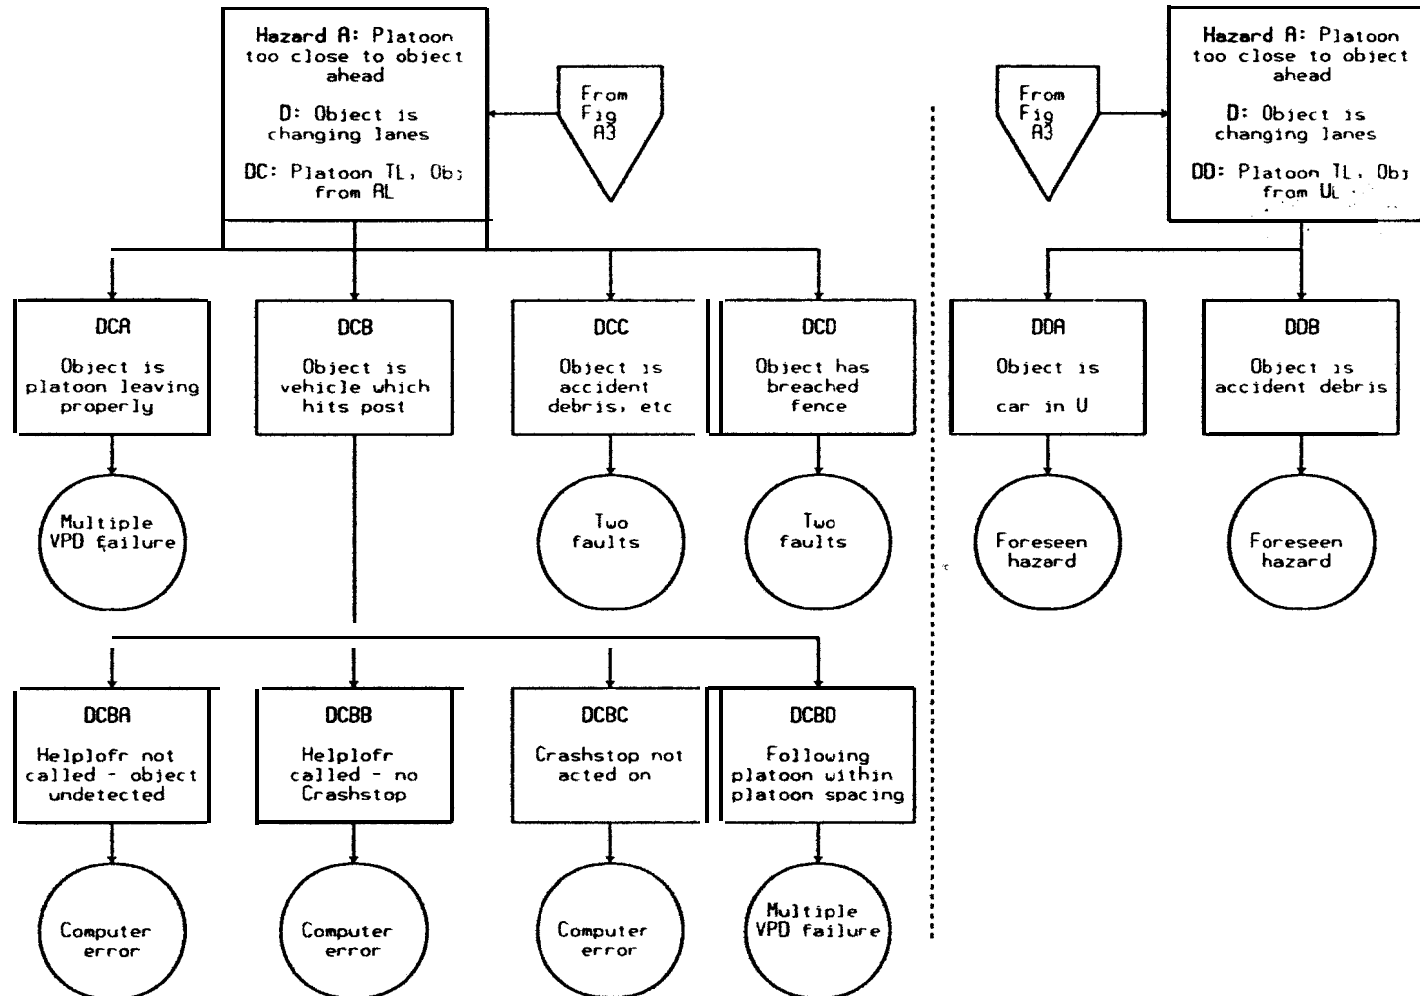 Hazard A: Platoon
too close to object
ahead
D: Object is
changing lanes
DC: Platoon TL, Obj
from AL
From
Fig
A3
From
Fig
A3
Hazard A: Platoon
too close to object
ahead
D: Object is
changing lanes
DD: Platoon TL, Obj
from UL
DCA
Object is
platoon leaving
properly
DCB
Object is
vehicle which
hits post
DCC
Object is
accident
debris, etc
DCD
Object has
breached
fence
DDA
Object is
car in U
DDB
Object is
accident debris
Multiple
VPD failure
Two
faults
Two
faults
Foreseen
hazard
Foreseen
hazard
DCBA
Helplofr not
called - object
undetected
DCBB
Helplofr
called - no
Crashstop
DCBC
Crashstop not
acted on
DCBD
Following
platoon within
platoon spacing
Computer
error
Computer
error
Computer
error
Multiple
VPD failure